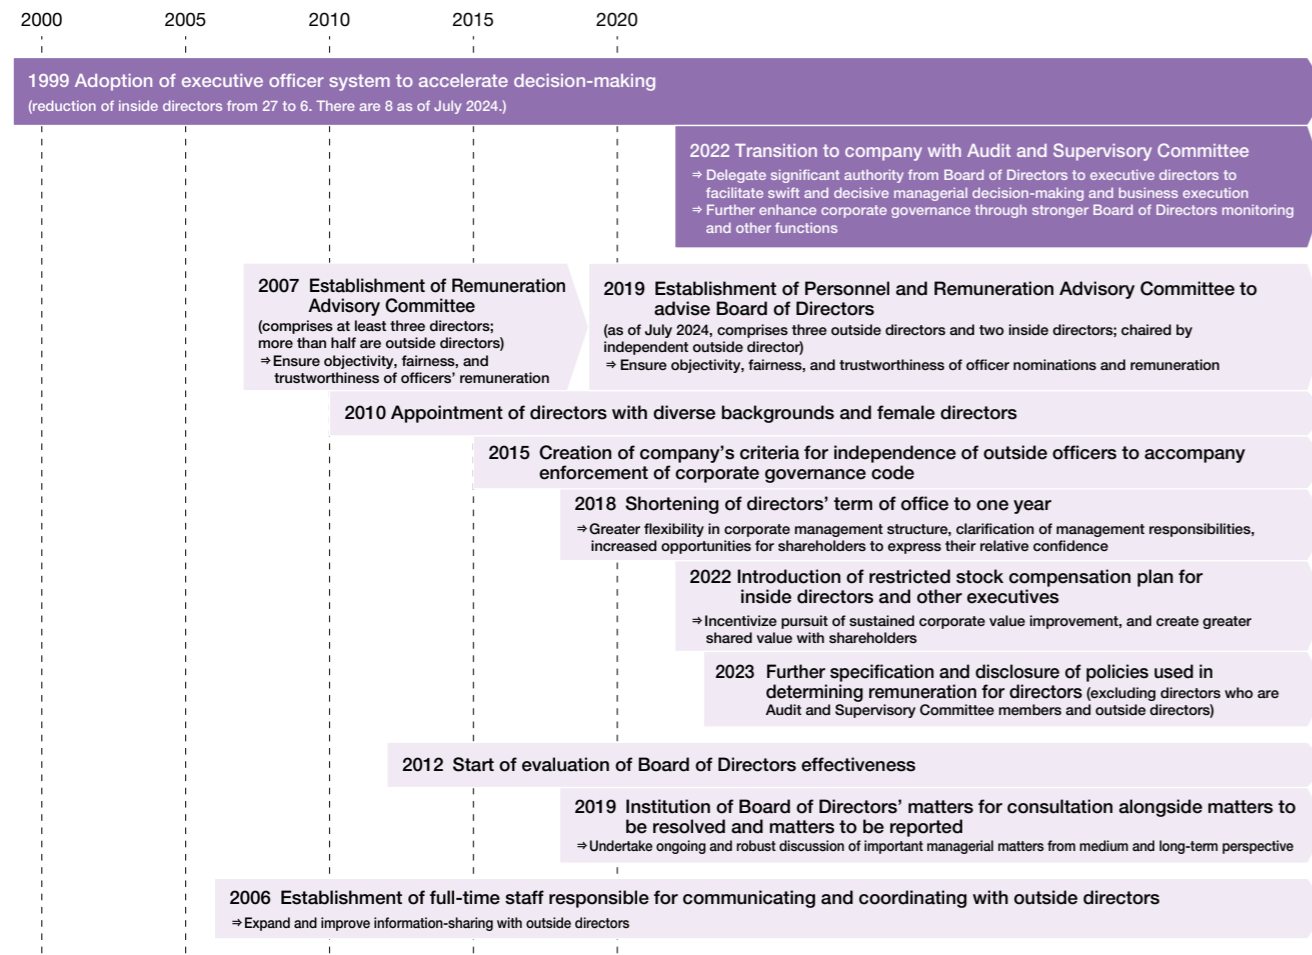 2000 2005 2010 2015 2020
1999 Adoption of executive officer system to accelerate decision-making
(reduction of inside directors from 27 to 6. There are 8 as of July 2024.)
2022 Transition to company with Audit and Supervisory Committee
⇒ Delegate significant authority from Board of Directors to executive directors to
facilitate swift and decisive managerial decision-making and business execution
⇒ Further enhance corporate governance through stronger Board of Directors monitoring
and other functions
2007 Establishment of Remuneration
Advisory Committee
(comprises at least three directors;
more than half are outside directors)
⇒ Ensure objectivity, fairness, and
trustworthiness of officers’ remuneration
2019 Establishment of Personnel and Remuneration Advisory Committee to
advise Board of Directors
(as of July 2024, comprises three outside directors and two inside directors; chaired by
independent outside director)
⇒ Ensure objectivity, fairness, and trustworthiness of officer nominations and remuneration
2010 Appointment of directors with diverse backgrounds and female directors
2015 Creation of company’s criteria for independence of outside officers to accompany
enforcement of corporate governance code
2018 Shortening of directors’ term of office to one year
⇒ Greater flexibility in corporate management structure, clarification of management responsibilities,
increased opportunities for shareholders to express their relative confidence
2022 Introduction of restricted stock compensation plan for
inside directors and other executives
⇒ Incentivize pursuit of sustained corporate value improvement, and create greater
shared value with shareholders
2023 Further specification and disclosure of policies used in
determining remuneration for directors (excluding directors who are
Audit and Supervisory Committee members and outside directors)
2012 Start of evaluation of Board of Directors effectiveness
2019 Institution of Board of Directors’ matters for consultation alongside matters to
be resolved and matters to be reported
⇒ Undertake ongoing and robust discussion of important managerial matters from medium and long-term perspective
2006 Establishment of full-time staff responsible for communicating and coordinating with outside directors
⇒ Expand and improve information-sharing with outside directors